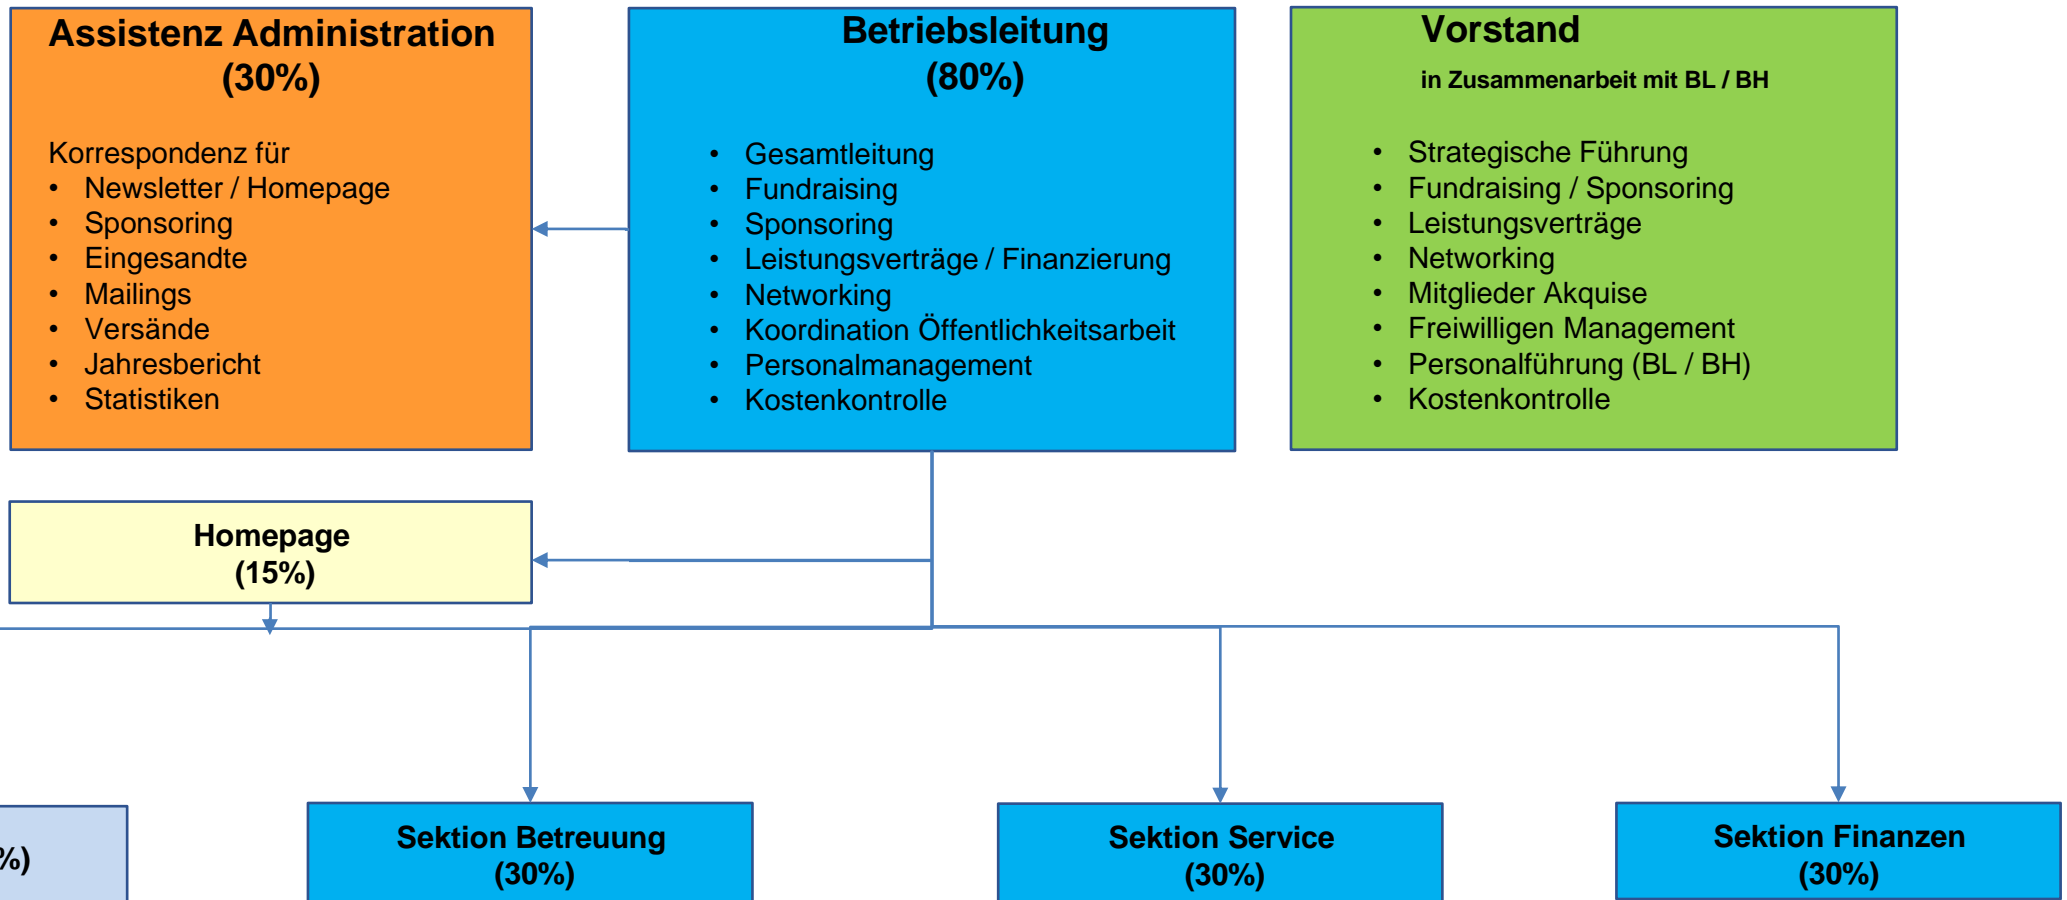 Assistenz Administration
(30%)
Korrespondenz für
• Newsletter / Homepage
• Sponsoring
• Eingesandte
• Mailings
• Versände
• Jahresbericht
• Statistiken
Betriebsleitung
(80%)
• Gesamtleitung
• Fundraising
• Sponsoring
• Leistungsverträge / Finanzierung
• Networking
• Koordination Öffentlichkeitsarbeit
• Personalmanagement
• Kostenkontrolle
Vorstand
in Zusammenarbeit mit BL / BH
• Strategische Führung
• Fundraising / Sponsoring
• Leistungsverträge
• Networking
• Mitglieder Akquise
• Freiwilligen Management
• Personalführung (BL / BH)
• Kostenkontrolle
Homepage
(15%)
%)
Sektion Betreuung
(30%)
Sektion Service
(30%)
Sektion Finanzen
(30%)